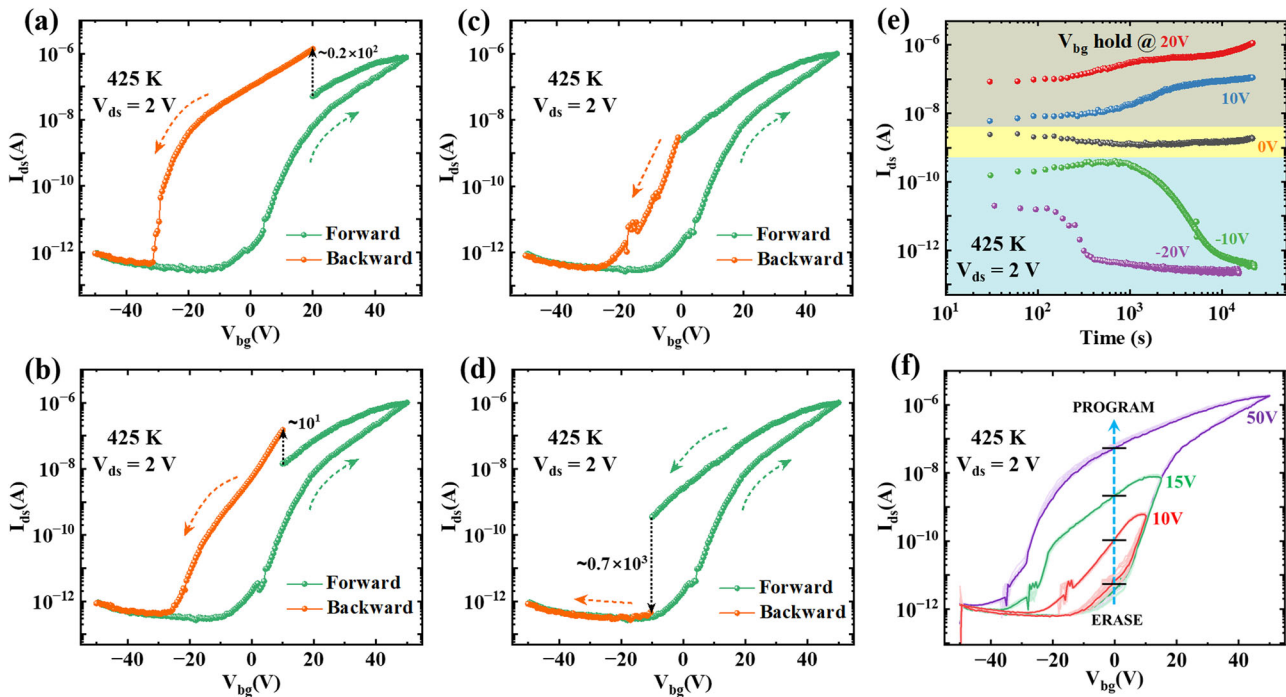 (a)
425 K
V_ds = 2 V
~0.2×10²
Forward
Backward
I_ds(A)
10⁻⁶
10⁻⁸
10⁻¹⁰
10⁻¹²
−40 −20 0 20 40
V_bg(V)
(c)
425 K
V_ds = 2 V
Forward
Backward
I_ds(A)
10⁻⁶
10⁻⁸
10⁻¹⁰
10⁻¹²
−40 −20 0 20 40
V_bg(V)
(e)
V_bg hold @ 20V
10V
0V
-10V
-20V
425 K
V_ds = 2 V
I_ds (A)
10⁻⁶
10⁻⁸
10⁻¹⁰
10⁻¹²
10¹ 10² 10³ 10⁴
Time (s)
(b)
425 K
V_ds = 2 V
~10¹
Forward
Backward
I_ds(A)
10⁻⁶
10⁻⁸
10⁻¹⁰
10⁻¹²
−40 −20 0 20 40
V_bg(V)
(d)
425 K
V_ds = 2 V
~0.7×10³
Forward
Backward
I_ds(A)
10⁻⁶
10⁻⁸
10⁻¹⁰
10⁻¹²
−40 −20 0 20 40
V_bg(V)
(f)
425 K
V_ds = 2 V
PROGRAM
50V
15V
10V
ERASE
I_ds(A)
10⁻⁶
10⁻⁸
10⁻¹⁰
10⁻¹²
−40 −20 0 20 40
V_bg(V)